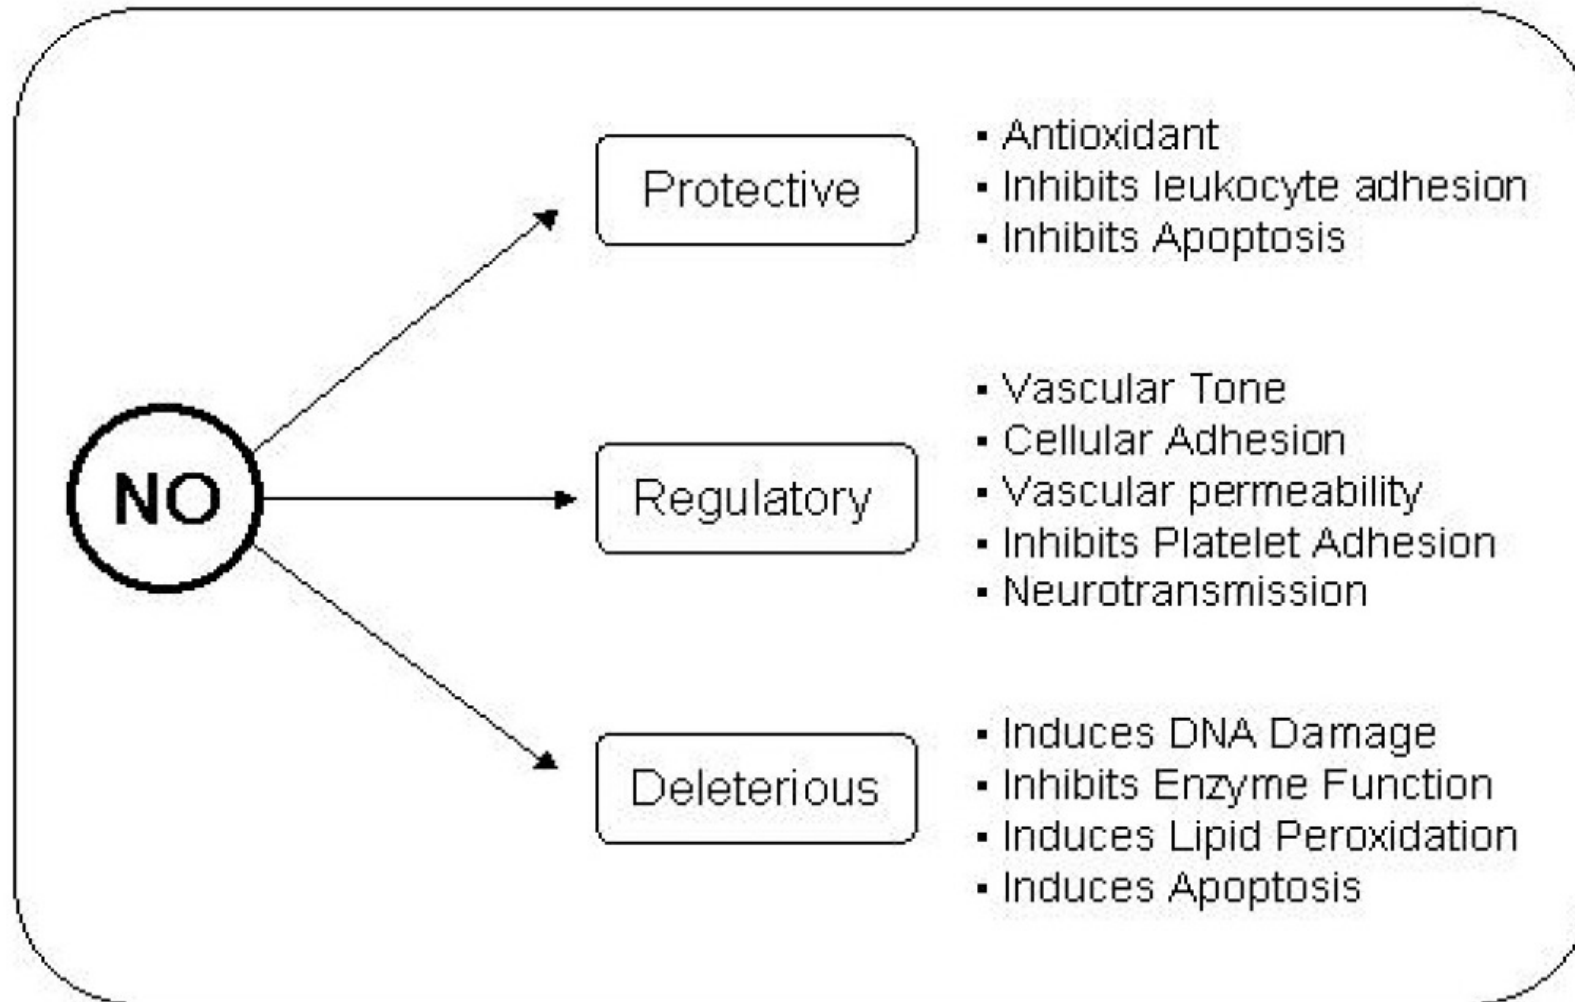 NO
Protective
▪ Antioxidant
▪ Inhibits leukocyte adhesion
▪ Inhibits Apoptosis
Regulatory
▪ Vascular Tone
▪ Cellular Adhesion
▪ Vascular permeability
▪ Inhibits Platelet Adhesion
▪ Neurotransmission
Deleterious
▪ Induces DNA Damage
▪ Inhibits Enzyme Function
▪ Induces Lipid Peroxidation
▪ Induces Apoptosis